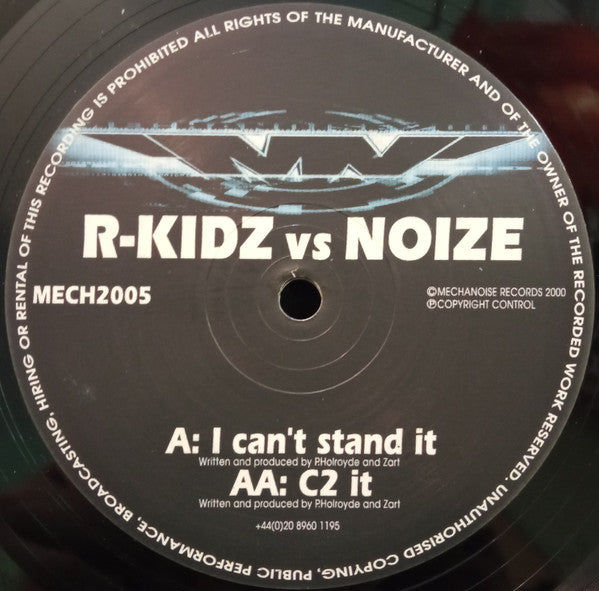 ALL RIGHTS OF THE MANUFACTURER AND OF THE OWNER OF THE RECORDED WORK RESERVED. UNAUTHORISED COPYING, PUBLIC PERFORMANCE, BROADCASTING, HIRING OR RENTAL OF THIS RECORDING IS PROHIBITED
R-KIDZ vs NOIZE
MECH2005
©MECHANOISE RECORDS 2000
℗COPYRIGHT CONTROL
A: I can't stand it
Written and produced by P.Holroyde and Zart
AA: C2 it
Written and produced by P.Holroyde and Zart
+44(0)20 8960 1195